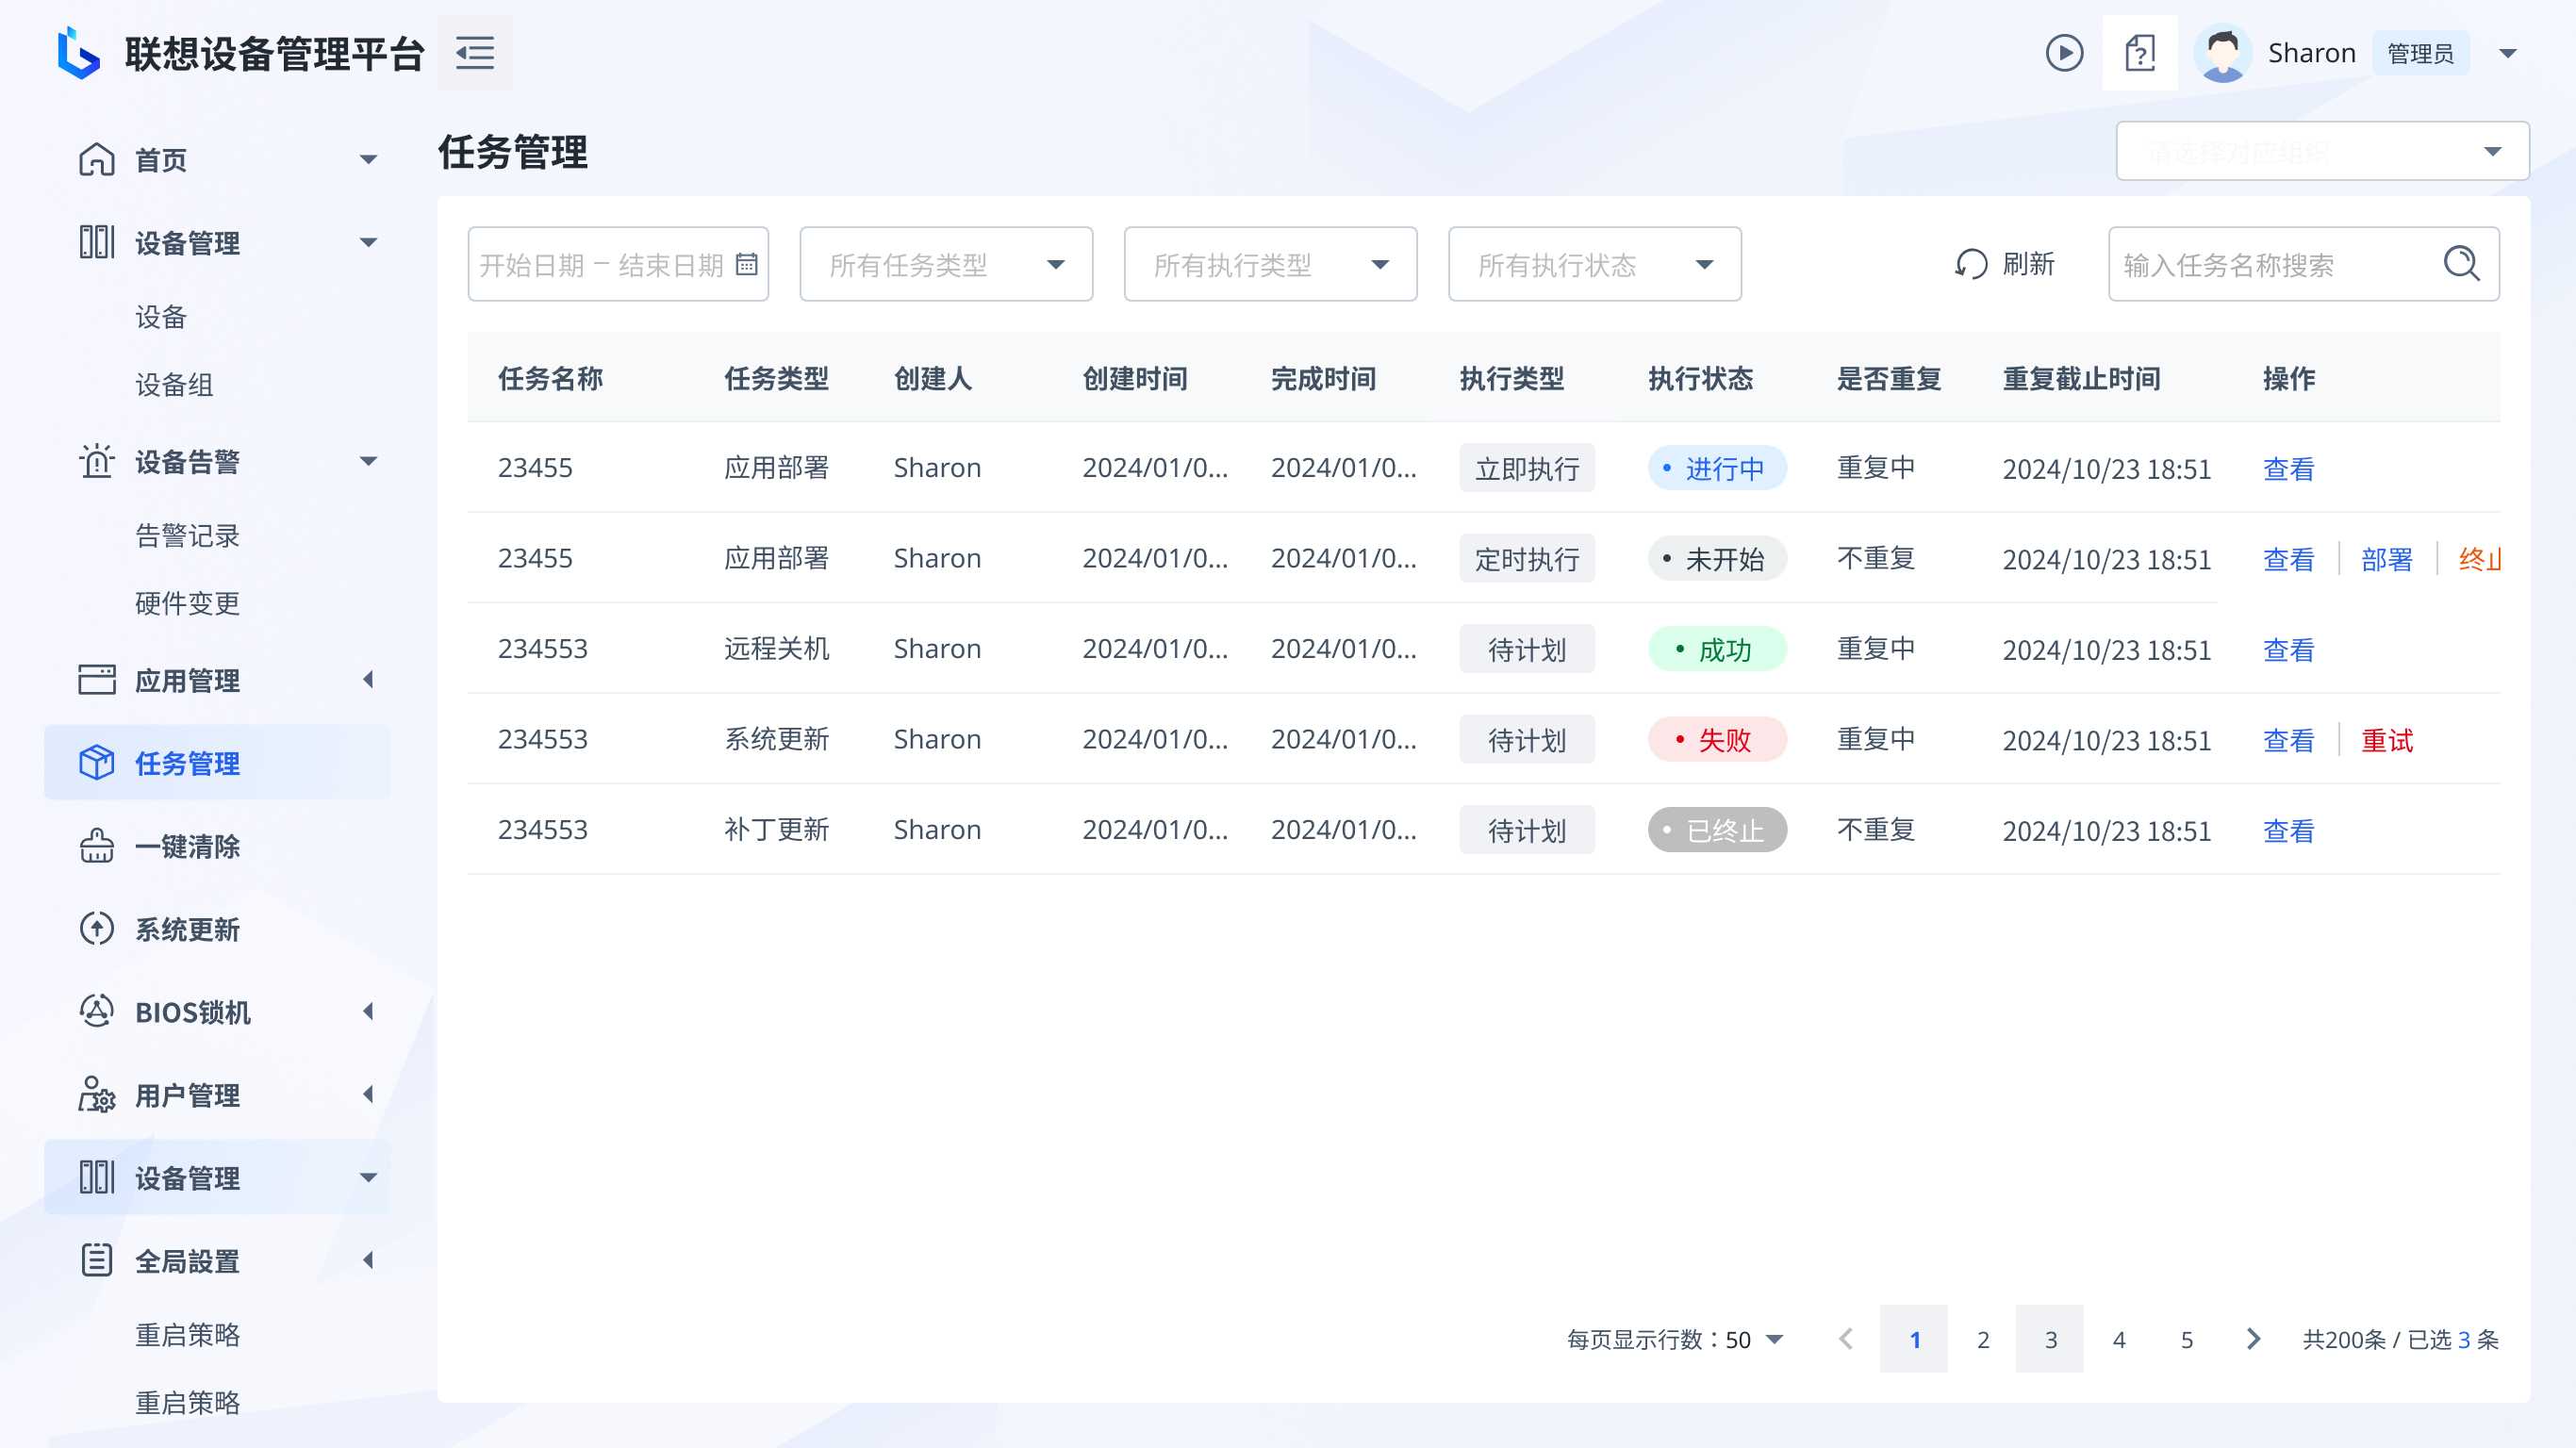 联想设备管理平台
Sharon 管理员
首页
设备管理
设备
设备组
设备告警
告警记录
硬件变更
应用管理
任务管理
一键清除
系统更新
BIOS锁机
用户管理
设备管理
全局設置
重启策略
重启策略
任务管理
请选择对应组织
开始日期 – 结束日期 所有任务类型 所有执行类型 所有执行状态 刷新 输入任务名称搜索
任务名称 任务类型 创建人 创建时间 完成时间 执行类型 执行状态 是否重复 重复截止时间 操作
23455 应用部署 Sharon 2024/01/0... 2024/01/0... 立即执行 • 进行中 重复中 2024/10/23 18:51 查看
23455 应用部署 Sharon 2024/01/0... 2024/01/0... 定时执行 • 未开始 不重复 2024/10/23 18:51 查看 部署 终止
234553 远程关机 Sharon 2024/01/0... 2024/01/0... 待计划 • 成功 重复中 2024/10/23 18:51 查看
234553 系统更新 Sharon 2024/01/0... 2024/01/0... 待计划 • 失败 重复中 2024/10/23 18:51 查看 重试
234553 补丁更新 Sharon 2024/01/0... 2024/01/0... 待计划 • 已终止 不重复 2024/10/23 18:51 查看
每页显示行数：50 1 2 3 4 5 共200条 / 已选 3 条